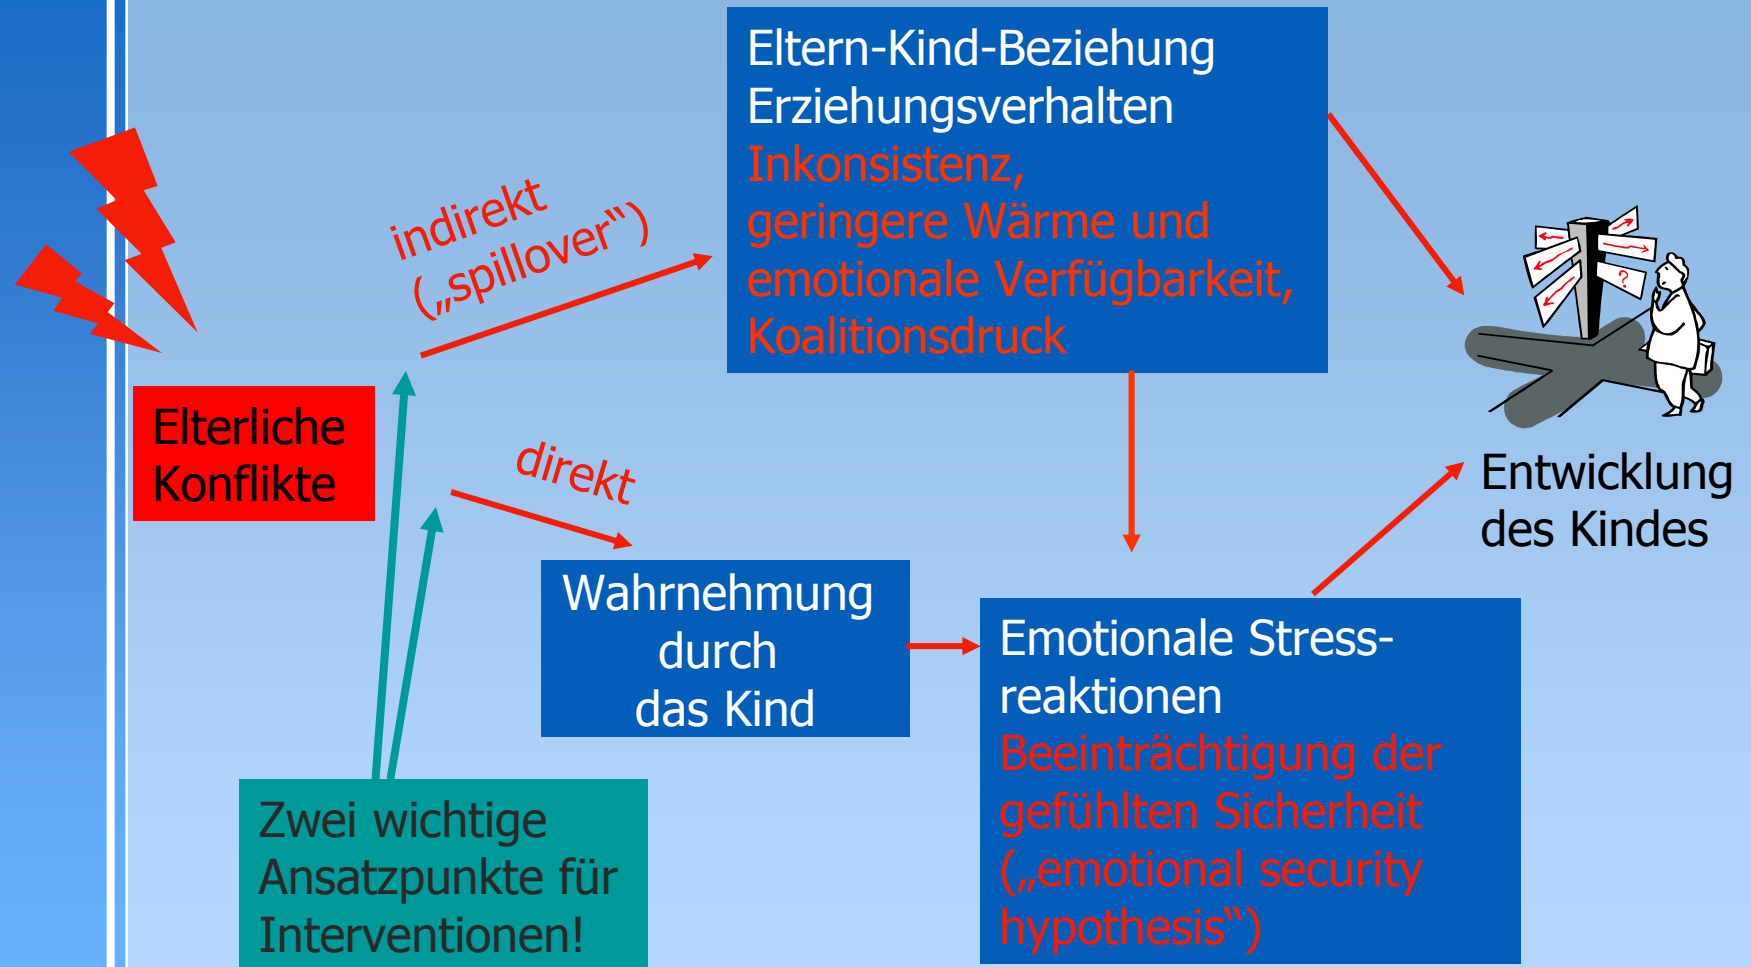 Eltern-Kind-Beziehung
Erziehungsverhalten
Inkonsistenz,
geringere Wärme und
emotionale Verfügbarkeit,
Koalitionsdruck
indirekt
(„spillover“)
?
Elterliche
Konflikte
direkt
Entwicklung
des Kindes
Wahrnehmung
durch
das Kind
Emotionale Stress-
reaktionen
Beeinträchtigung der
gefühlten Sicherheit
(„emotional security
hypothesis“)
Zwei wichtige
Ansatzpunkte für
Interventionen!